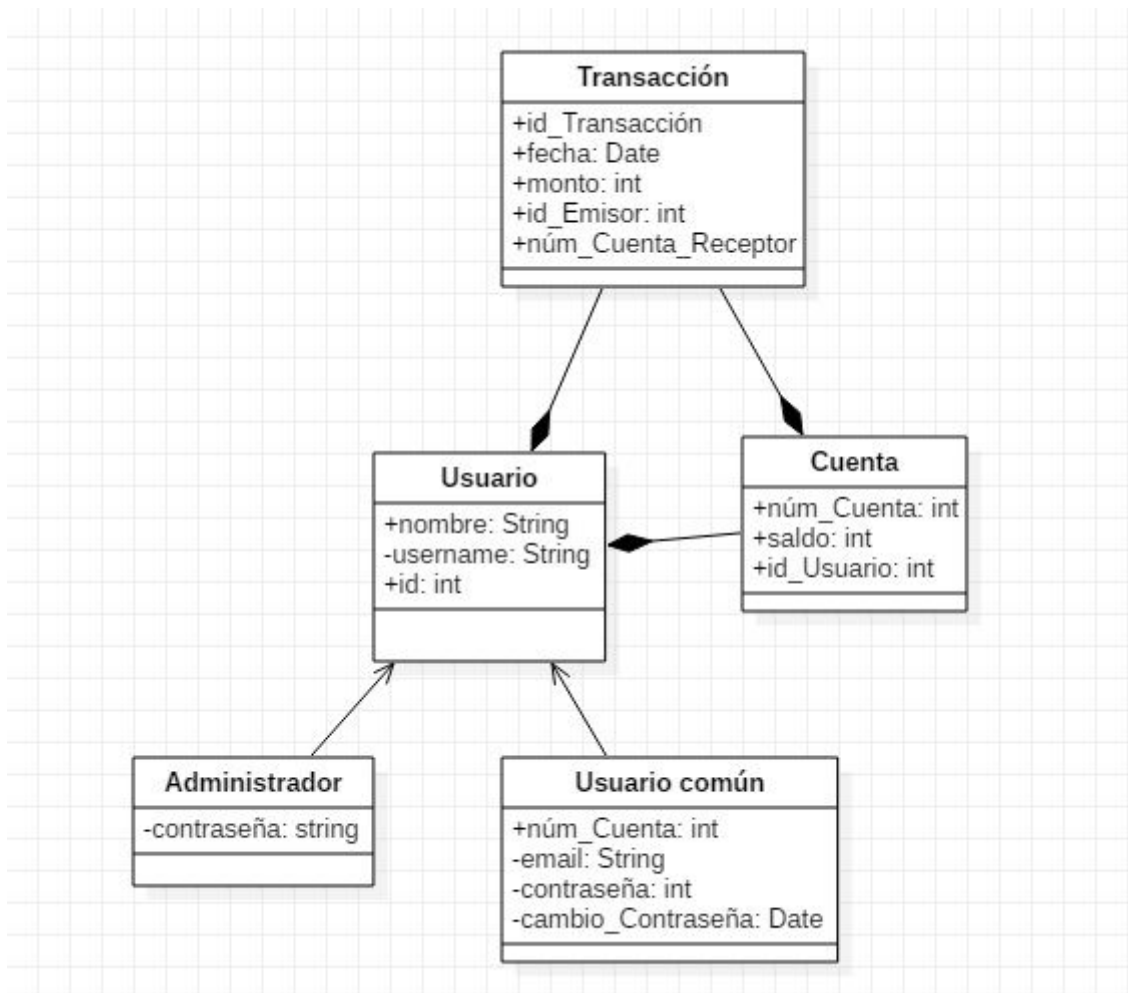 Transacción
+id_Transacción
+fecha: Date
+monto: int
+id_Emisor: int
+núm_Cuenta_Receptor
Usuario
+nombre: String
-username: String
+id: int
Cuenta
+núm_Cuenta: int
+saldo: int
+id_Usuario: int
Administrador
-contraseña: string
Usuario común
+núm_Cuenta: int
-email: String
-contraseña: int
-cambio_Contraseña: Date